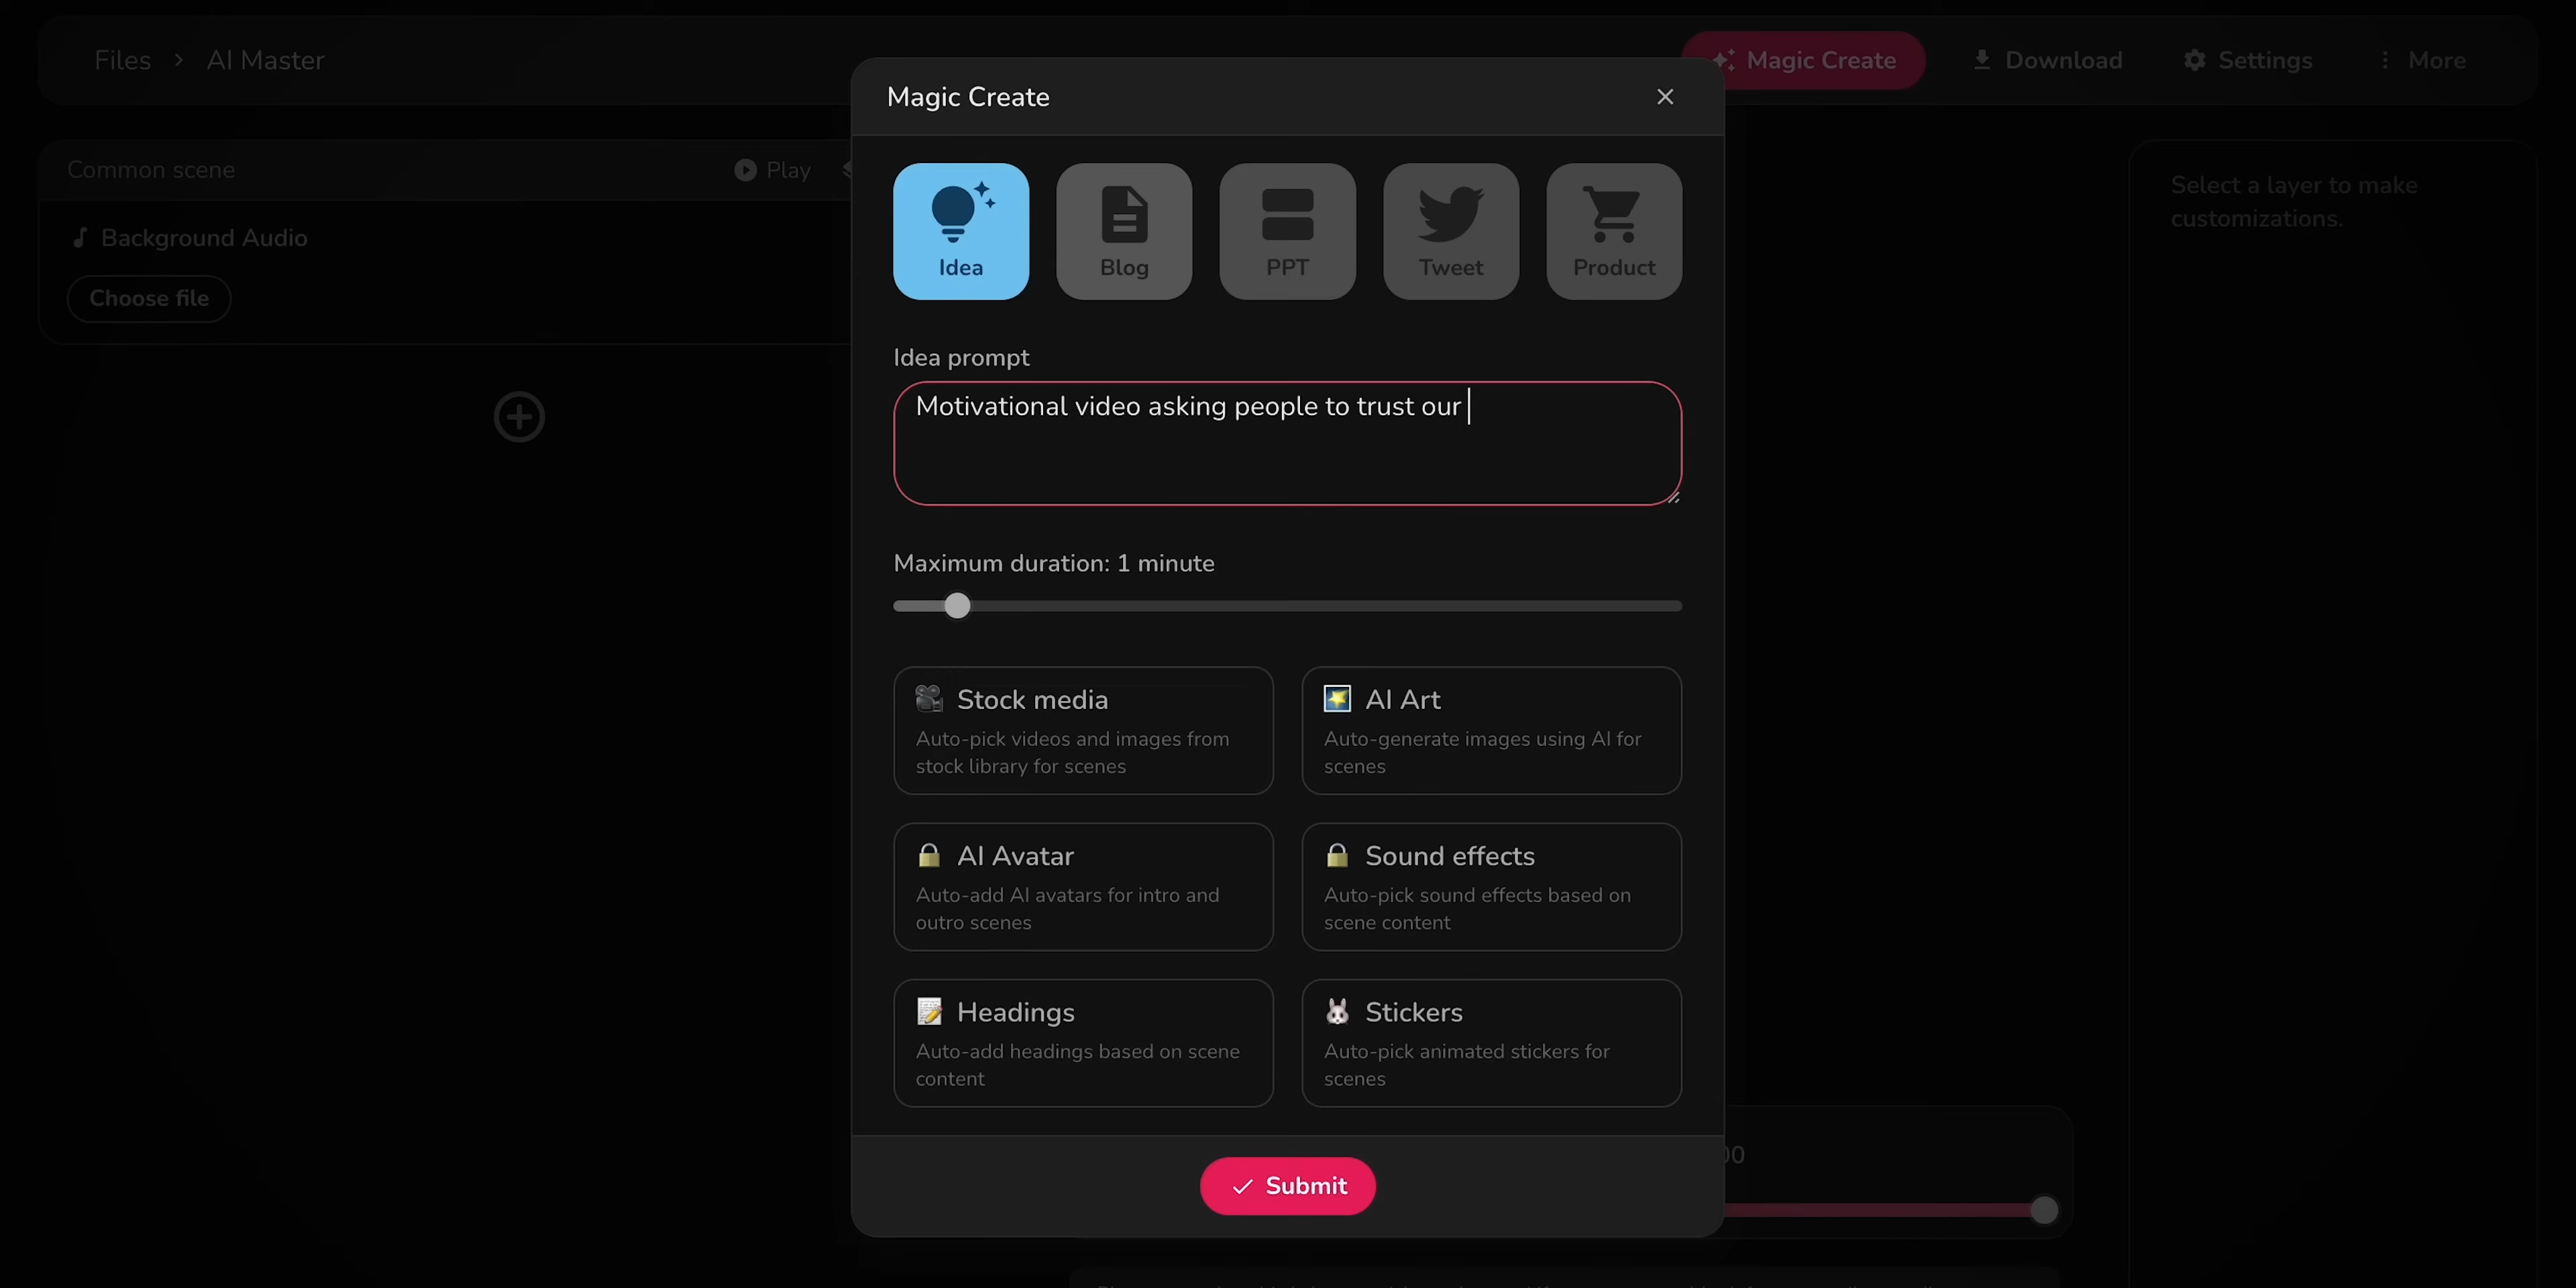 Files > AI Master
Magic Create
Download
Settings
More
Magic Create
Common scene
Play
Background Audio
Choose file
Idea
Blog
PPT
Tweet
Product
Idea prompt
Motivational video asking people to trust our
Maximum duration: 1 minute
Stock media
Auto-pick videos and images from
stock library for scenes
AI Art
Auto-generate images using AI for
scenes
AI Avatar
Auto-add AI avatars for intro and
outro scenes
Sound effects
Auto-pick sound effects based on
scene content
Headings
Auto-add headings based on scene
content
Stickers
Auto-pick animated stickers for
scenes
Submit
Select a layer to make
customizations.
00